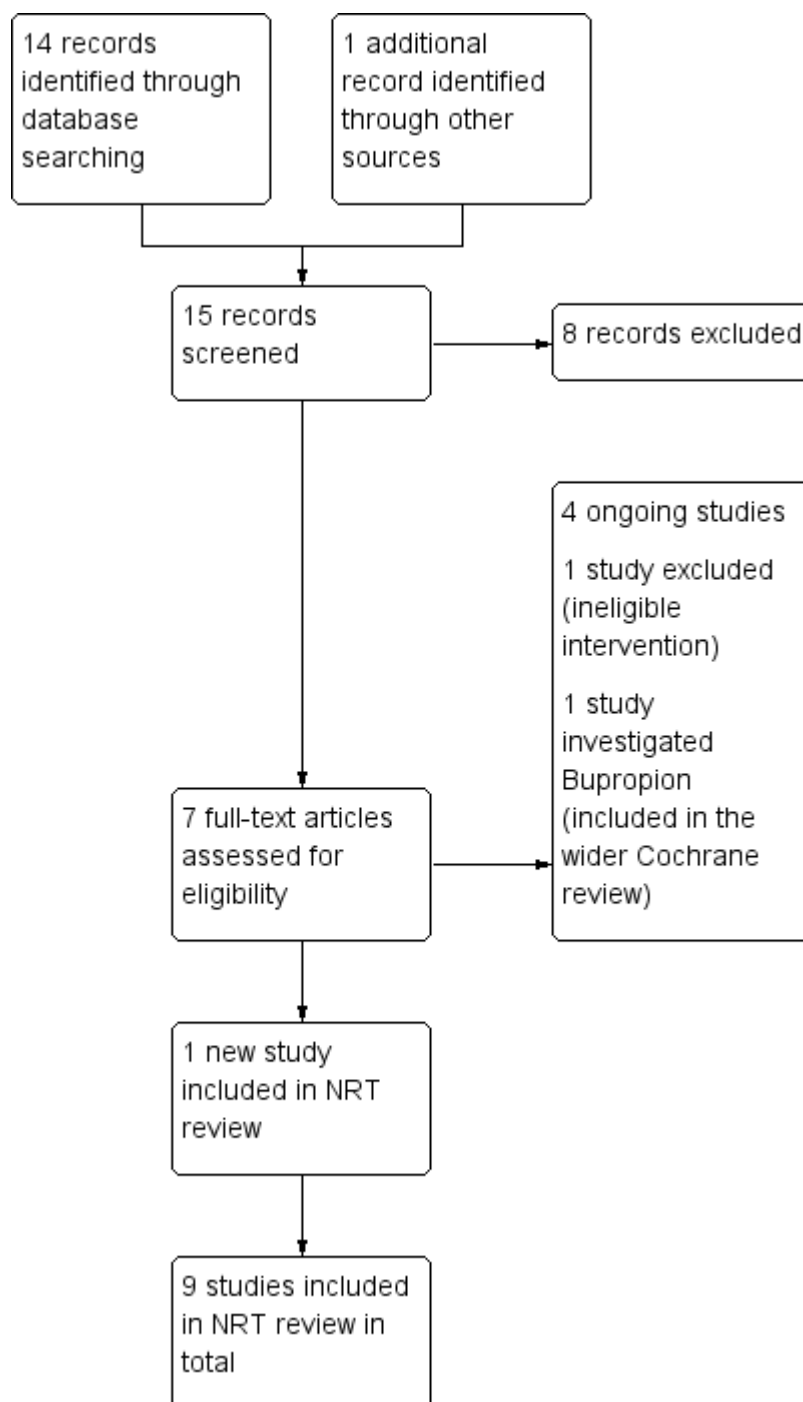 14 records
identified through
database
searching
1 additional
record identified
through other
sources
15 records
screened
8 records excluded
4 ongoing studies
1 study excluded
(ineligible
intervention)
1 study
investigated
Bupropion
(included in the
wider Cochrane
review)
7 full-text articles
assessed for
eligibility
1 new study
included in NRT
review
9 studies included
in NRT review in
total